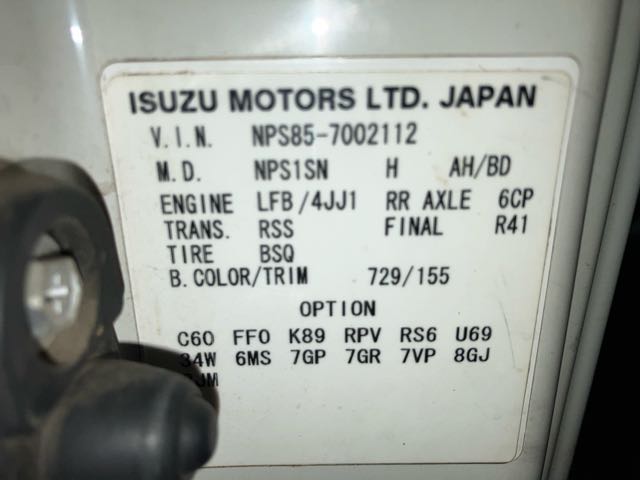 ISUZU MOTORS LTD. JAPAN
V.I.N. NPS85-7002112
M.D. NPS1SN H AH/BD
ENGINE LFB/4JJ1 RR AXLE 6CP
TRANS. RSS FINAL R41
TIRE BSQ
B.COLOR/TRIM 729/155
OPTION
C60 FF0 K89 RPV RS6 U69
34W 6MS 7GP 7GR 7VP 8GJ